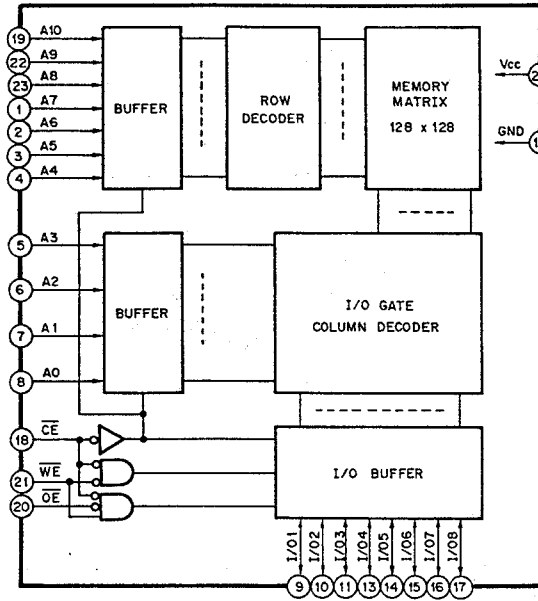 19 A10
22 A9
23 A8
1 A7
2 A6
3 A5
4 A4
BUFFER
ROW
DECODER
MEMORY
MATRIX
128 x 128
Vcc
GND
5 A3
6 A2
7 A1
8 A0
BUFFER
I/O GATE
COLUMN DECODER
18 CE
21 WE
20 OE
I/O BUFFER
I/O1 I/O2 I/O3 I/O4 I/O5 I/O6 I/O7 I/O8
9 10 11 13 14 15 16 17